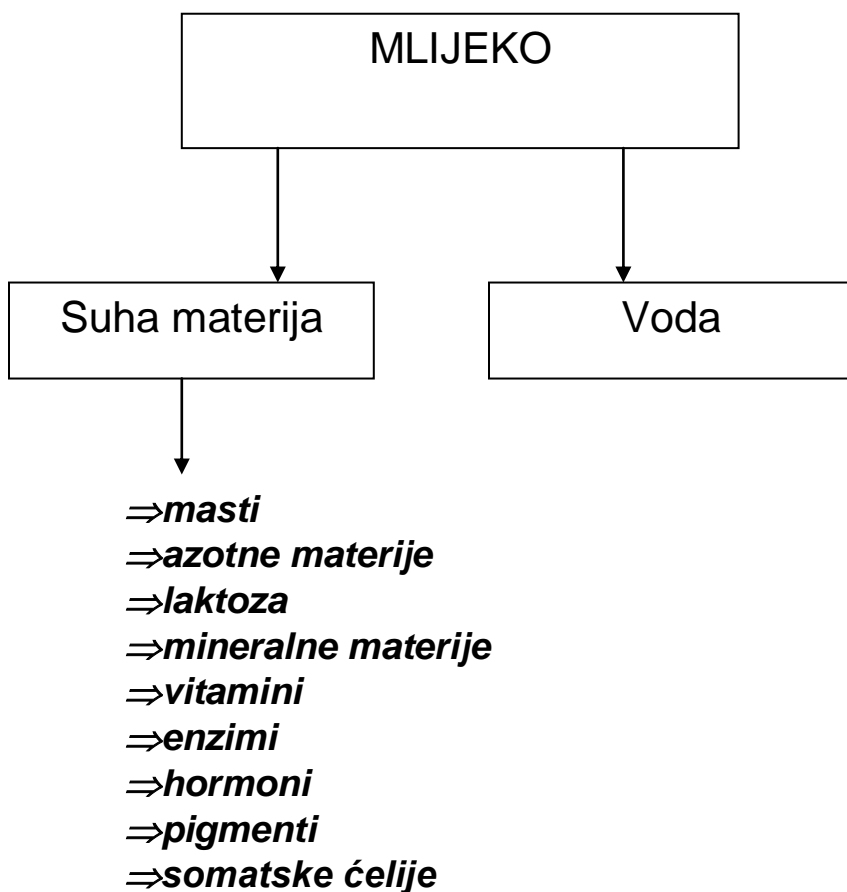 MLIJEKO
Suha materija
Voda
⇒masti
⇒azotne materije
⇒laktoza
⇒mineralne materije
⇒vitamini
⇒enzimi
⇒hormoni
⇒pigmenti
⇒somatske ćelije